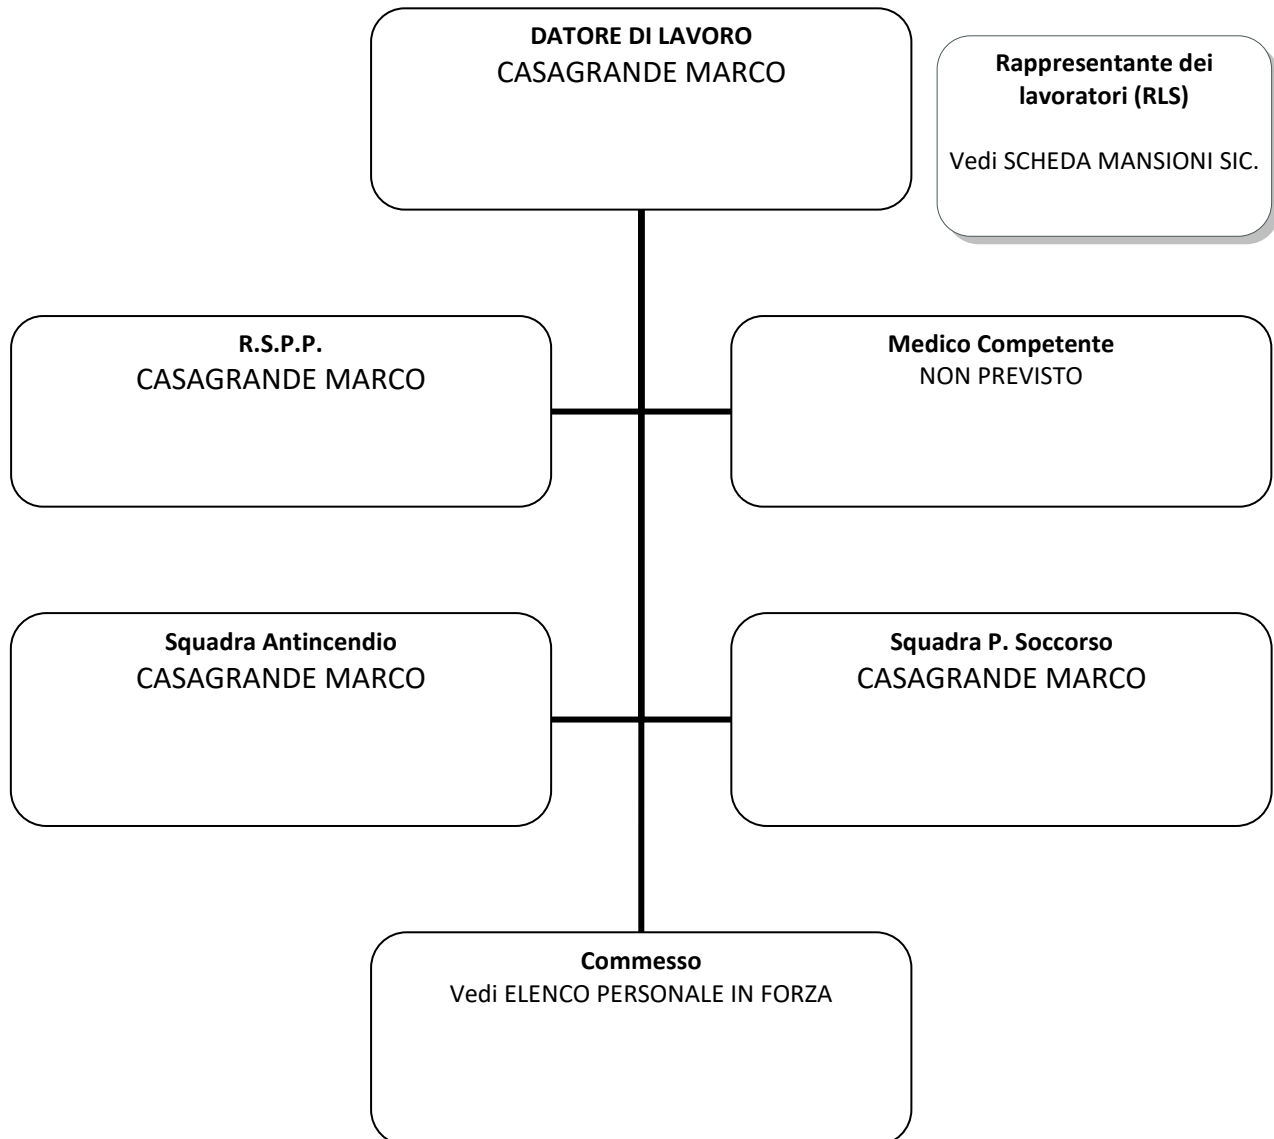 DATORE DI LAVORO
CASAGRANDE MARCO
Rappresentante dei
lavoratori (RLS)
Vedi SCHEDA MANSIONI SIC.
R.S.P.P.
CASAGRANDE MARCO
Medico Competente
NON PREVISTO
Squadra Antincendio
CASAGRANDE MARCO
Squadra P. Soccorso
CASAGRANDE MARCO
Commesso
Vedi ELENCO PERSONALE IN FORZA